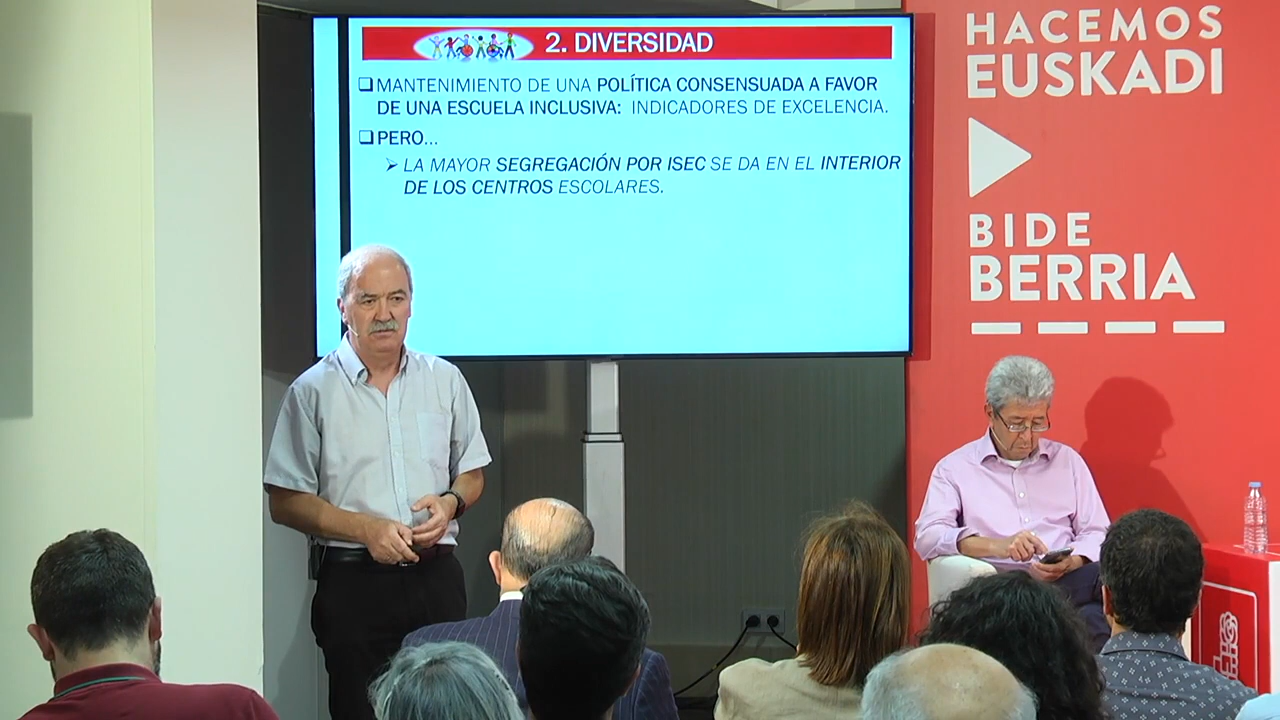 2. DIVERSIDAD
MANTENIMIENTO DE UNA POLÍTICA CONSENSUADA A FAVOR
DE UNA ESCUELA INCLUSIVA: INDICADORES DE EXCELENCIA.
PERO...
LA MAYOR SEGREGACIÓN POR ISEC SE DA EN EL INTERIOR
DE LOS CENTROS ESCOLARES.
HACEMOS
EUSKADI
BIDE
BERRIA